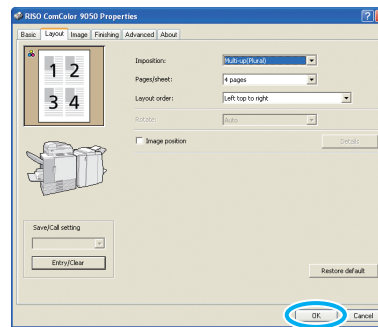 RISO ComColor 9050 Properties
Basic Layout Image Finishing Advanced About
1 2
3 4
Imposition: Multi-up(Plural)
Pages/sheet: 4 pages
Layout order: Left top to right
Rotate: Auto
Image position Details
Save/Call setting
Entry/Clear
Restore default
OK Cancel